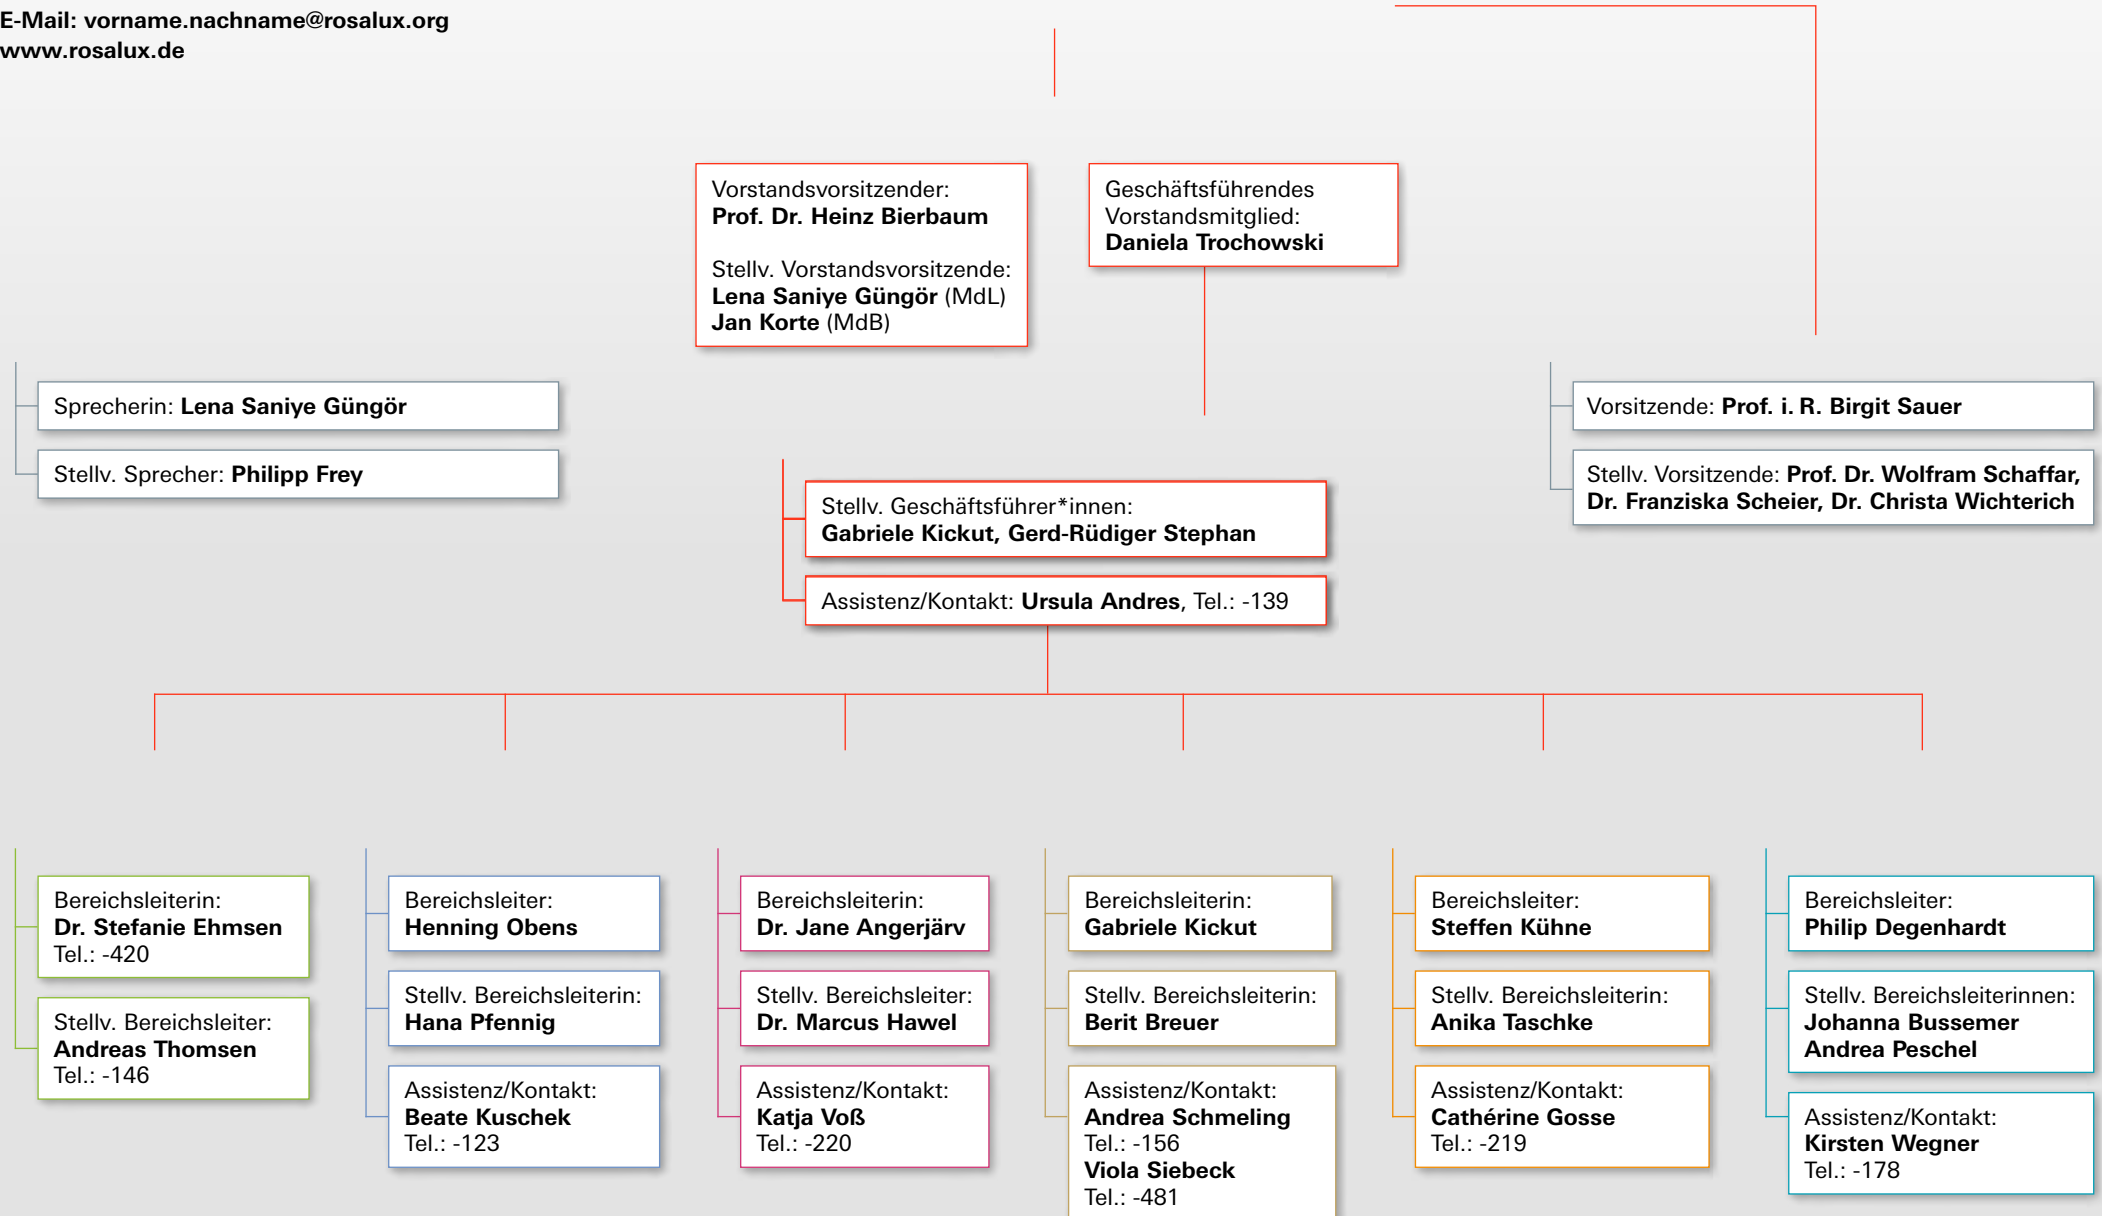 E-Mail: vorname.nachname@rosalux.org
www.rosalux.de
Vorstandsvorsitzender:
Prof. Dr. Heinz Bierbaum
Stellv. Vorstandsvorsitzende:
Lena Saniye Güngör (MdL)
Jan Korte (MdB)
Geschäftsführendes
Vorstandsmitglied:
Daniela Trochowski
Sprecherin: Lena Saniye Güngör
Stellv. Sprecher: Philipp Frey
Vorsitzende: Prof. i. R. Birgit Sauer
Stellv. Vorsitzende: Prof. Dr. Wolfram Schaffar,
Dr. Franziska Scheier, Dr. Christa Wichterich
Stellv. Geschäftsführer*innen:
Gabriele Kickut, Gerd-Rüdiger Stephan
Assistenz/Kontakt: Ursula Andres, Tel.: -139
Bereichsleiterin:
Dr. Stefanie Ehmsen
Tel.: -420
Stellv. Bereichsleiter:
Andreas Thomsen
Tel.: -146
Bereichsleiter:
Henning Obens
Stellv. Bereichsleiterin:
Hana Pfennig
Assistenz/Kontakt:
Beate Kuschek
Tel.: -123
Bereichsleiterin:
Dr. Jane Angerjärv
Stellv. Bereichsleiter:
Dr. Marcus Hawel
Assistenz/Kontakt:
Katja Voß
Tel.: -220
Bereichsleiterin:
Gabriele Kickut
Stellv. Bereichsleiterin:
Berit Breuer
Assistenz/Kontakt:
Andrea Schmeling
Tel.: -156
Viola Siebeck
Tel.: -481
Bereichsleiter:
Steffen Kühne
Stellv. Bereichsleiterin:
Anika Taschke
Assistenz/Kontakt:
Cathérine Gosse
Tel.: -219
Bereichsleiter:
Philip Degenhardt
Stellv. Bereichsleiterinnen:
Johanna Bussemer
Andrea Peschel
Assistenz/Kontakt:
Kirsten Wegner
Tel.: -178